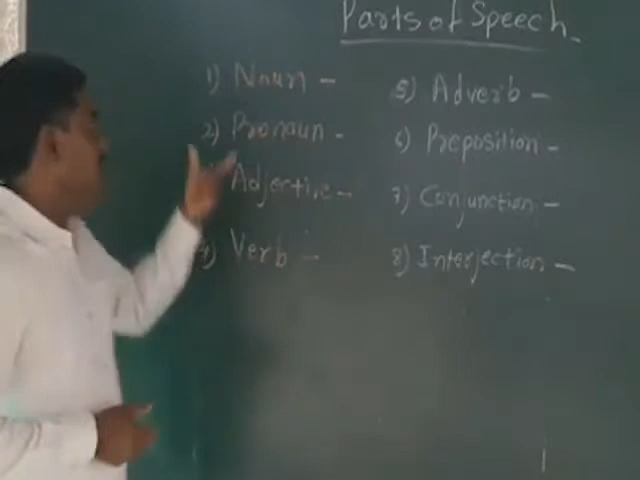 Parts of Speech
1) Noun -
2) Pronoun -
Adjective -
4) Verb -
5) Adverb -
6) Preposition -
7) Conjunction -
8) Interjection -